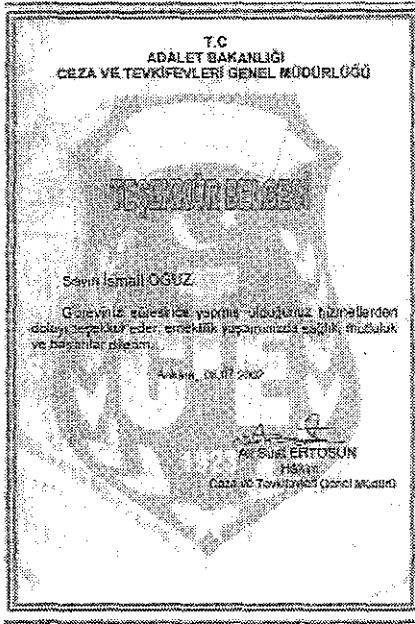 T.C
ADALET BAKANLIĞI
CEZA VE TEVKİFEVLERİ GENEL MÜDÜRLÜĞÜ
TEŞEKKÜR BELGESİ
Sayın İsmail OĞUZ
Göreviniz süresince yapmış olduğunuz hizmetlerden
dolayı teşekkür eder, emeklilik yaşamınızda sağlık, mutluluk
ve başarılar dilerim.
Ankara,
Ali Suat ERTOSUN
Hâkim
Ceza ve Tevkifevleri Genel Müdürü